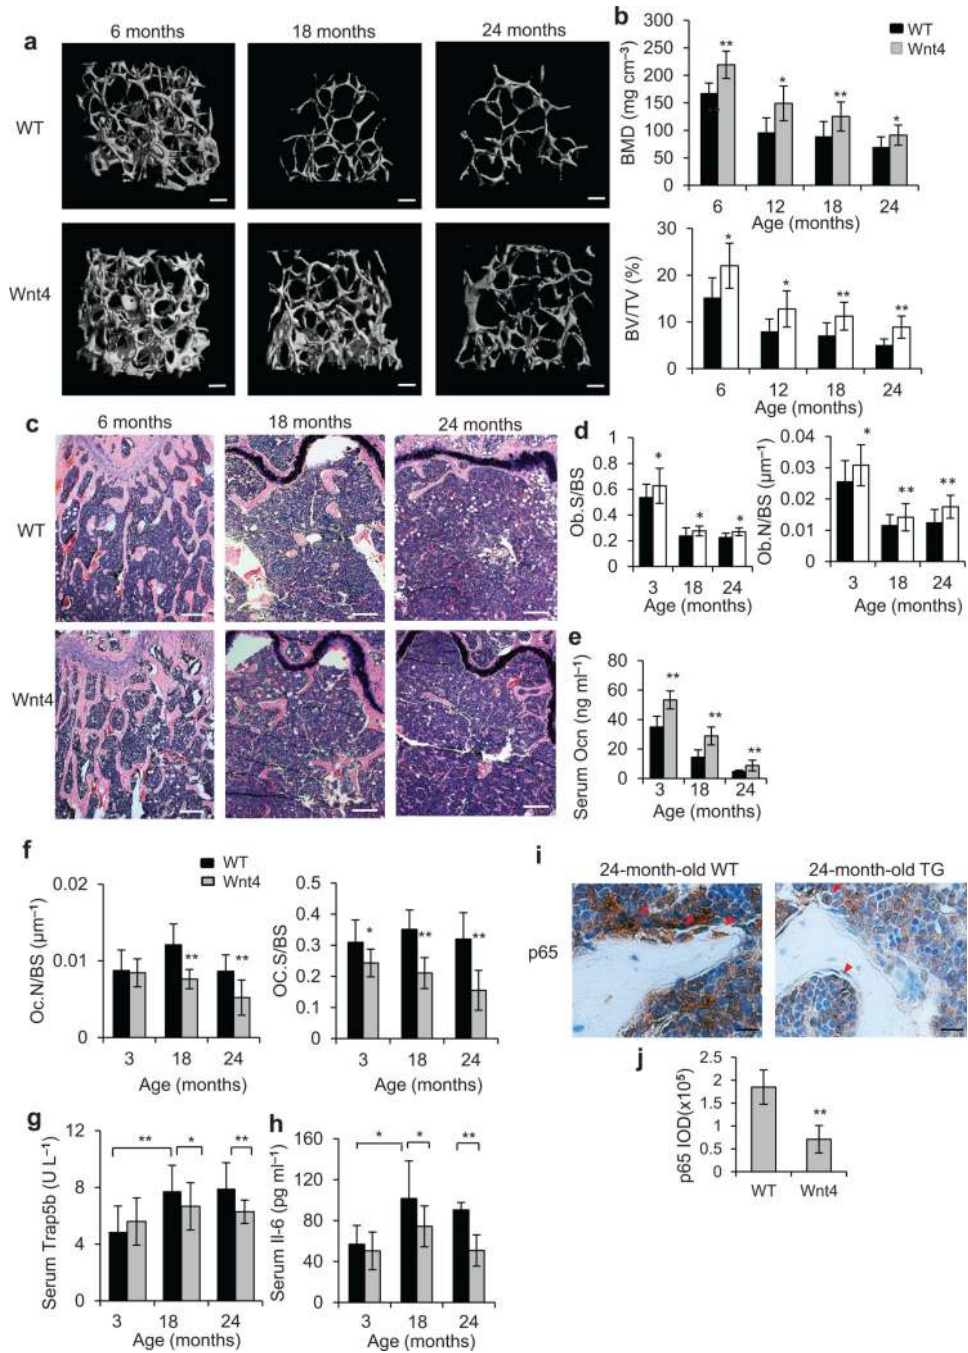 a
6 months
18 months
24 months
WT
Wnt4
b
BMD (mg cm⁻³)
250
200
150
100
50
0
WT
Wnt4
**
*
**
*
6
12
18
24
Age (months)
BV/TV (%)
30
20
10
0
*
*
**
**
6
12
18
24
Age (months)
c
6 months
18 months
24 months
WT
Wnt4
d
Ob.S/BS
1
0.8
0.6
0.4
0.2
0
*
*
*
3
18
24
Age (months)
Ob.N/BS (µm⁻¹)
0.04
0.03
0.02
0.01
0
*
**
**
3
18
24
Age (months)
e
Serum Ocn (ng ml⁻¹)
80
60
40
20
0
**
**
**
3
18
24
Age (months)
f
WT
Wnt4
Oc.N/BS (µm⁻¹)
0.02
0.01
0
**
**
3
18
24
Age (months)
OC.S/BS
0.5
0.4
0.3
0.2
0.1
0
*
**
**
3
18
24
Age (months)
g
Serum Trap5b (U L⁻¹)
12
8
4
0
**
*
**
3
18
24
Age (months)
h
Serum Il-6 (pg ml⁻¹)
160
120
80
40
0
*
*
**
3
18
24
Age (months)
i
24-month-old WT
24-month-old TG
p65
j
p65 IOD(x10⁵)
2.5
2
1.5
1
0.5
0
**
WT
Wnt4